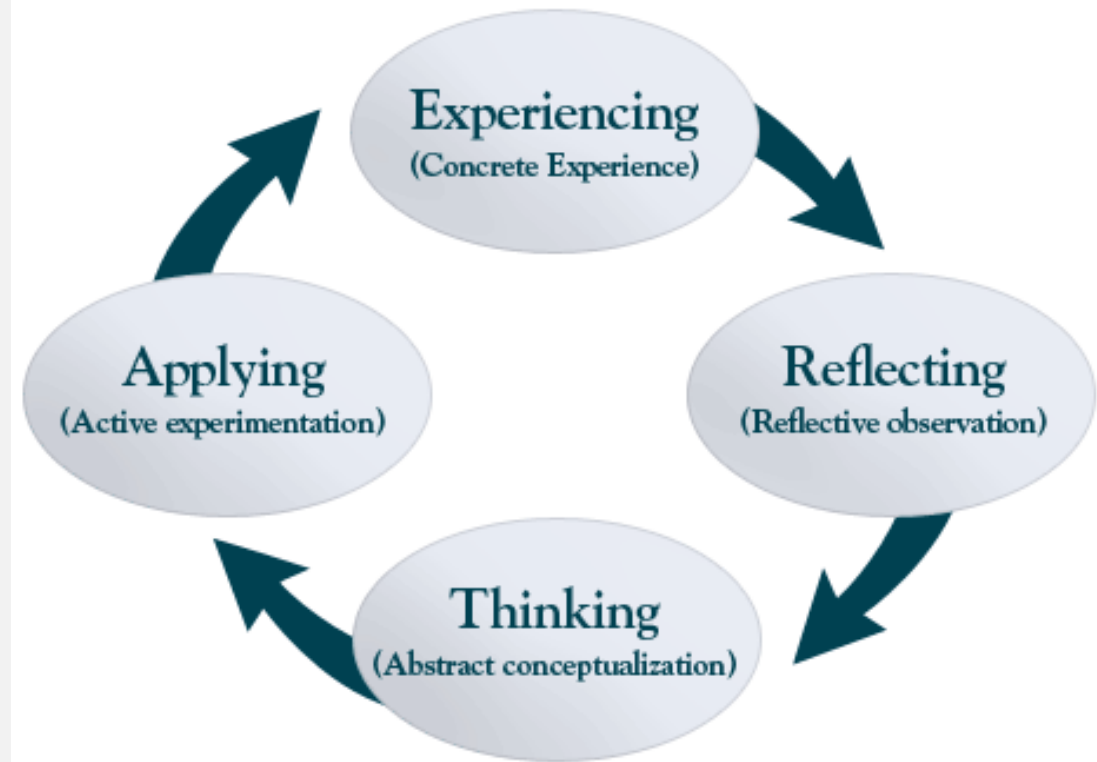 Experiencing
(Concrete Experience)
Reflecting
(Reflective observation)
Thinking
(Abstract conceptualization)
Applying
(Active experimentation)